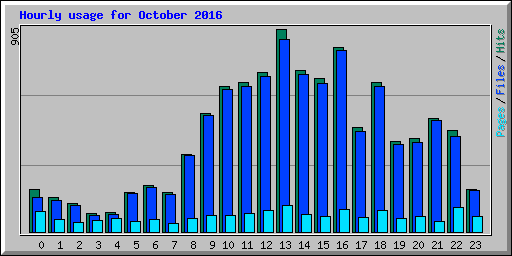 Hourly usage for October 2016
905
Pages/Files/Hits
0 1 2 3 4 5 6 7 8 9 10 11 12 13 14 15 16 17 18 19 20 21 22 23